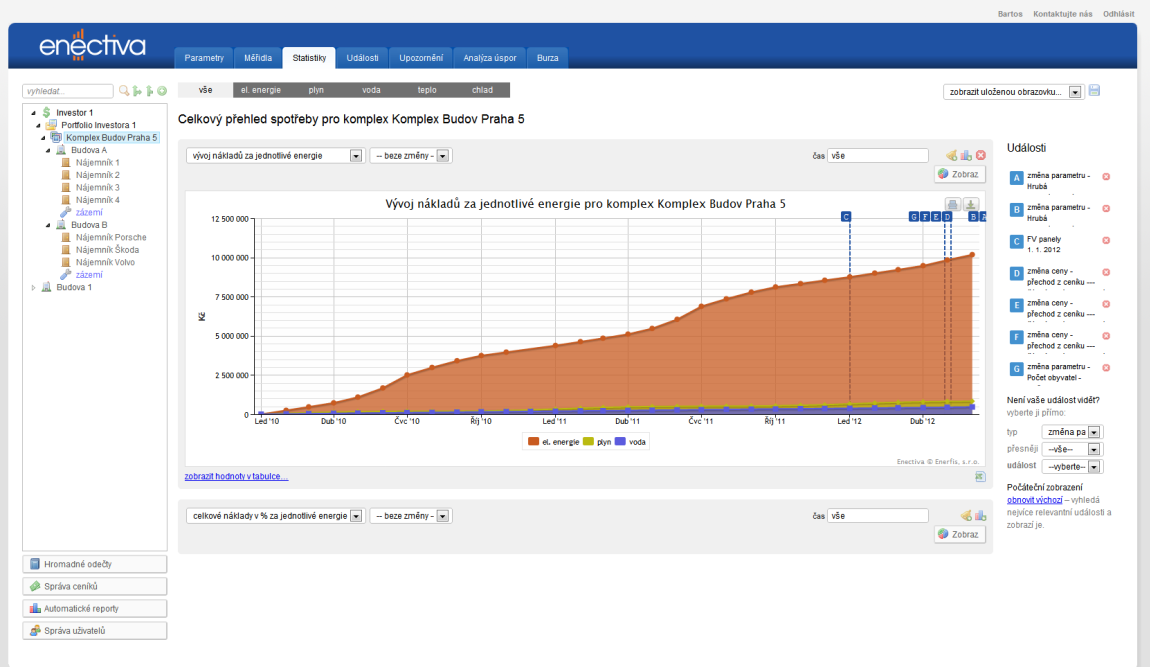 Bartos Kontaktujte nás Odhlásit
enectiva
Parametry Měřidla Statistiky Události Upozornění Analýza úspor Burza
vyhledat...
vše el. energie plyn voda teplo chlad
zobrazit uloženou obrazovku...
Investor 1
Portfolio Investora 1
Komplex Budov Praha 5
Budova A
Nájemník 1
Nájemník 2
Nájemník 3
Nájemník 4
zázemí
Budova B
Nájemník Porsche
Nájemník Škoda
Nájemník Volvo
zázemí
Budova 1
Hromadné odečty
Správa ceníků
Automatické reporty
Správa uživatelů
Celkový přehled spotřeby pro komplex Komplex Budov Praha 5
vývoj nákladů za jednotlivé energie -- beze změny - čas vše
Zobraz
Vývoj nákladů za jednotlivé energie pro komplex Komplex Budov Praha 5
C G F E D B A
12 500 000
10 000 000
7 500 000
5 000 000
2 500 000
0
Kč
Led '10 Dub '10 Čvc '10 Říj '10 Led '11 Dub '11 Čvc '11 Říj '11 Led '12 Dub '12
el. energie plyn voda
Enectiva © Enerfis, s.r.o.
zobrazit hodnoty v tabulce...
celkové náklady v % za jednotlivé energie -- beze změny - čas vše
Zobraz
Události
A změna parametru -
Hrubá
B změna parametru -
Hrubá
C FV panely
1. 1. 2012
D změna ceny -
přechod z ceníku ----
E změna ceny -
přechod z ceníku ----
F změna ceny -
přechod z ceníku ----
G změna parametru -
Počet obyvatel -
Není vaše událost vidět?
vyberte ji přímo:
typ změna pa
přesněji --vše--
událost --vyberte--
Počáteční zobrazení
obnovit výchozí – vyhledá
nejvíce relevantní události a
zobrazí je.